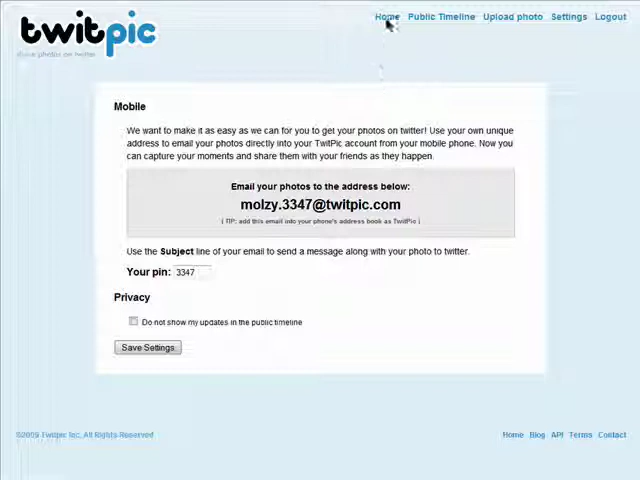 twitpic
share photos on twitter
Home Public Timeline Upload photo Settings Logout
Mobile
We want to make it as easy as we can for you to get your photos on twitter! Use your own unique
address to email your photos directly into your TwitPic account from your mobile phone. Now you
can capture your moments and share them with your friends as they happen.
Email your photos to the address below:
molzy.3347@twitpic.com
( TIP: add this email into your phone's address book as TwitPic )
Use the Subject line of your email to send a message along with your photo to twitter.
Your pin: 3347
Privacy
Do not show my updates in the public timeline
Save Settings
©2009 Twitpic Inc, All Rights Reserved
Home Blog API Terms Contact